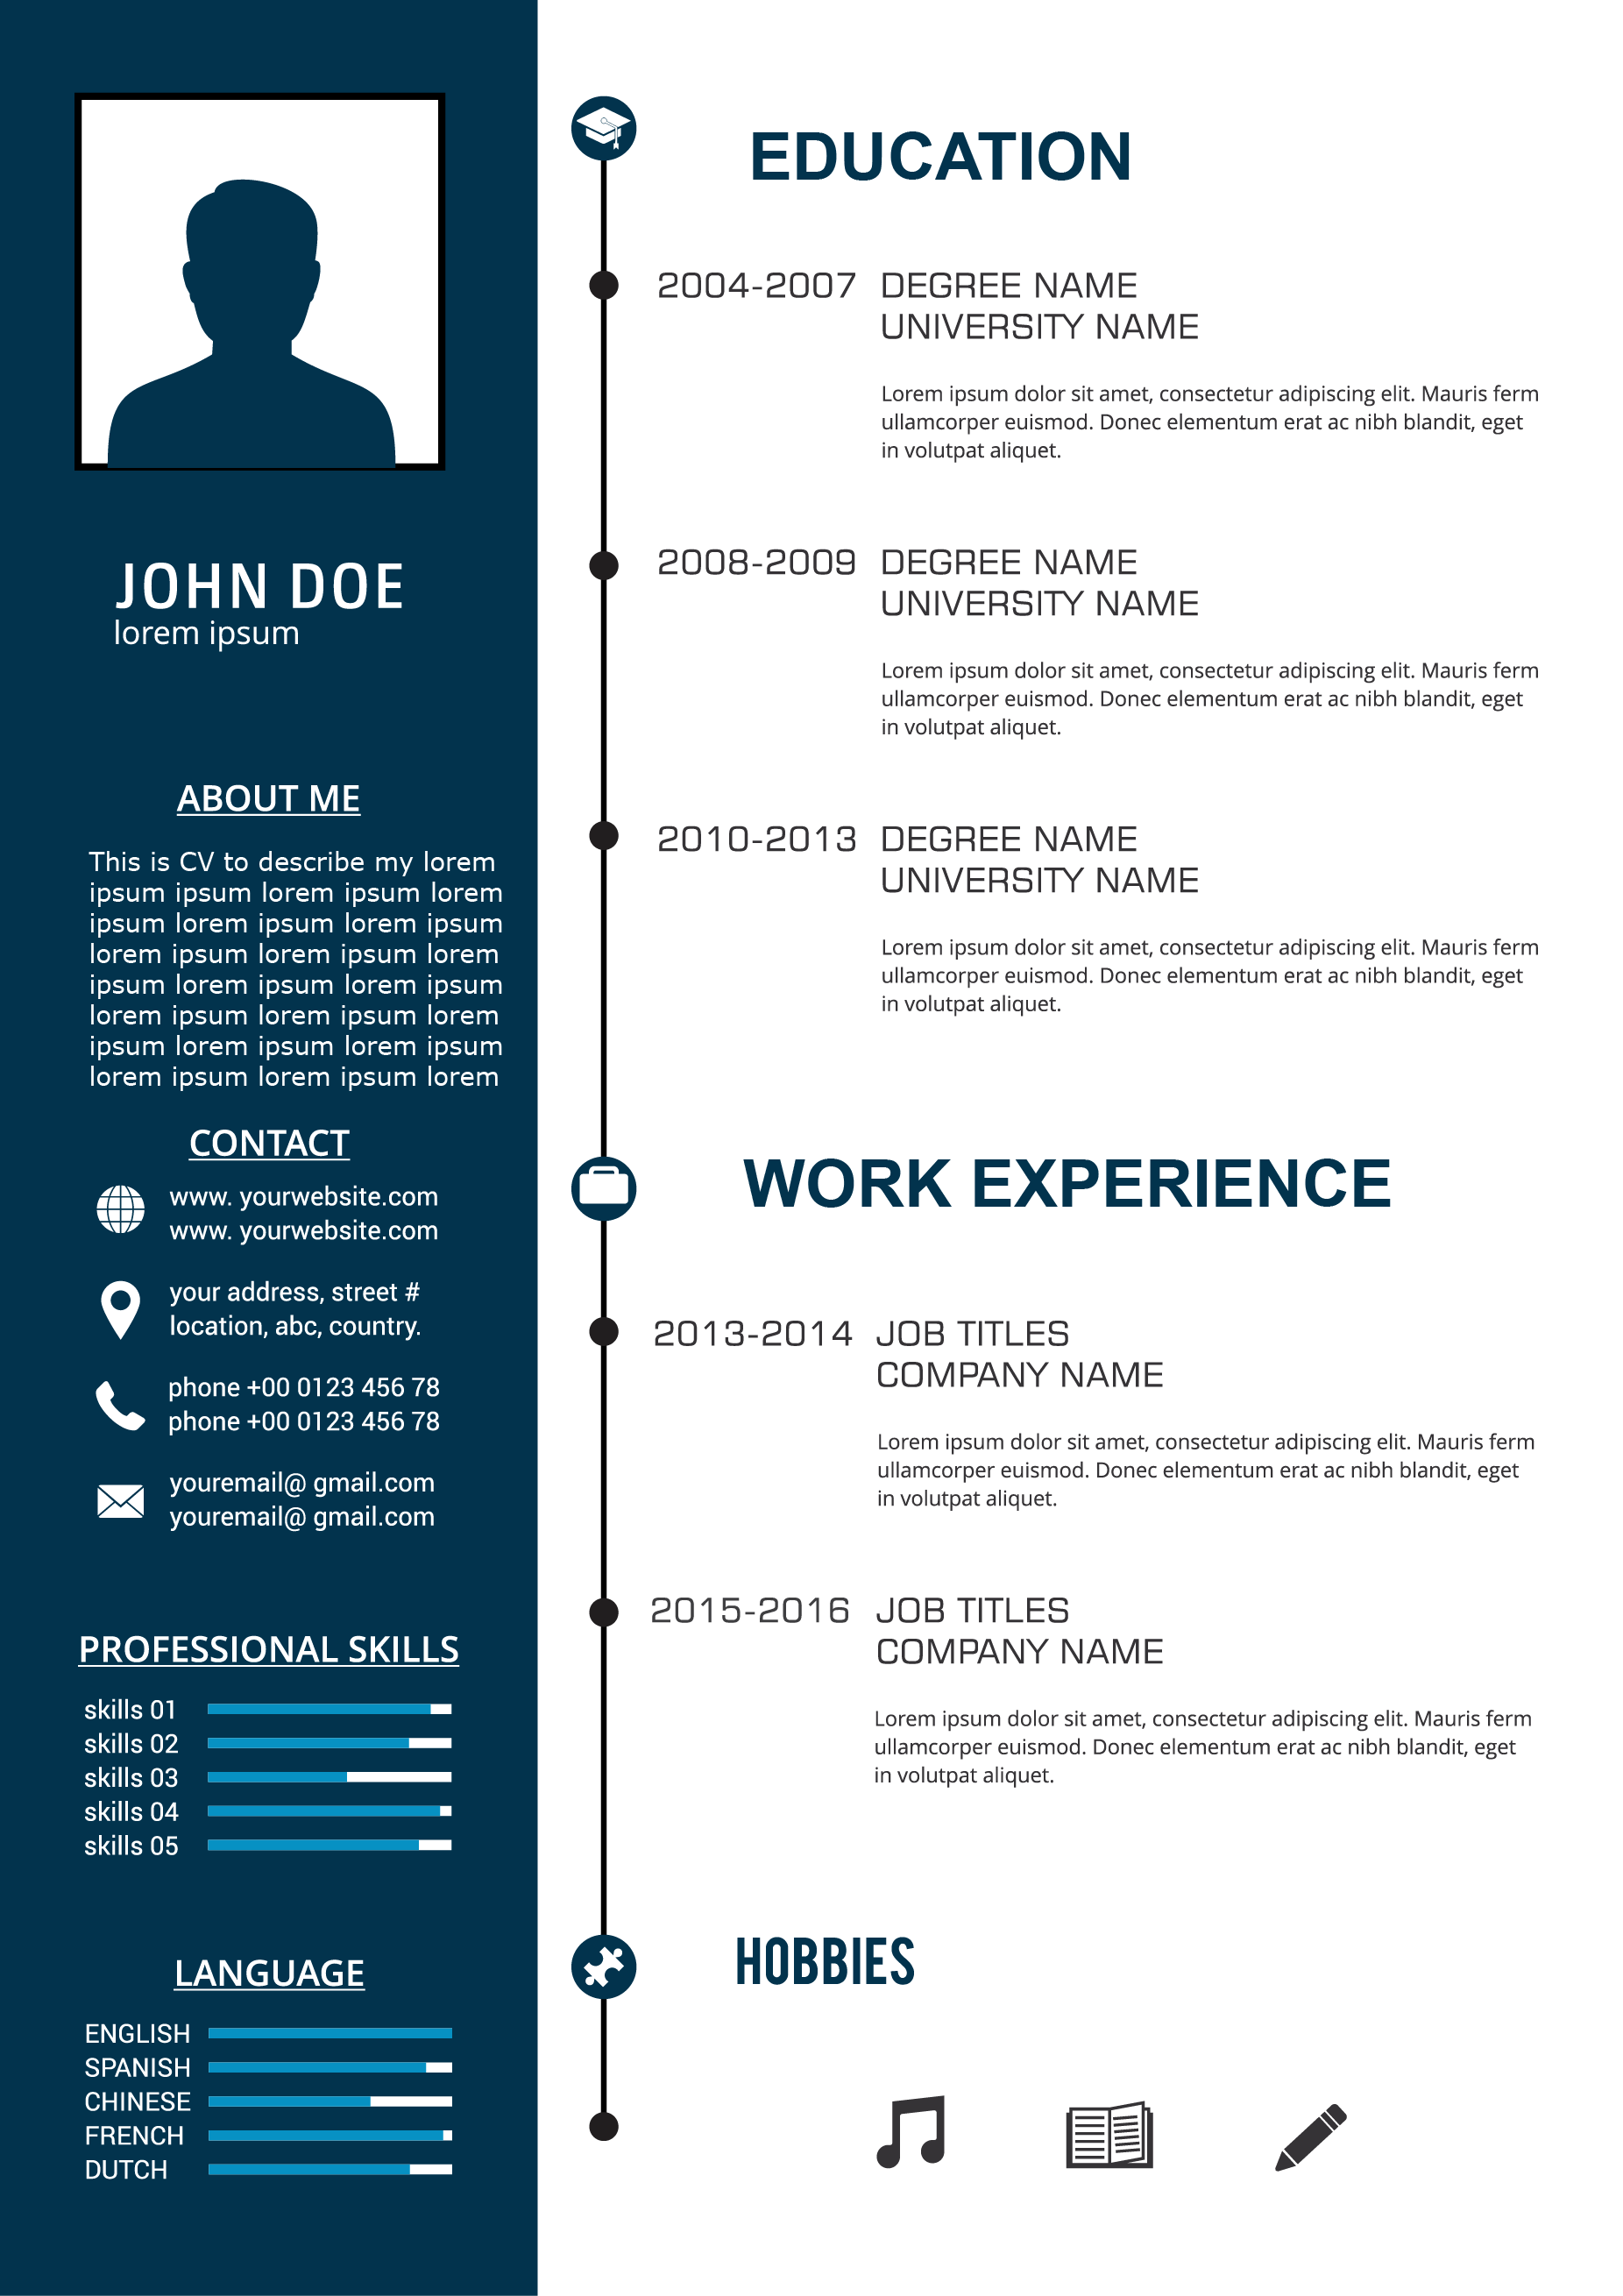 JOHN DOE
lorem ipsum
ABOUT ME
This is CV to describe my lorem
ipsum ipsum lorem ipsum lorem
ipsum lorem ipsum lorem ipsum
lorem ipsum lorem ipsum lorem
ipsum lorem ipsum lorem ipsum
lorem ipsum lorem ipsum lorem
ipsum lorem ipsum lorem ipsum
lorem ipsum lorem ipsum lorem
CONTACT
www. yourwebsite.com
www. yourwebsite.com
your address, street #
location, abc, country.
phone +00 0123 456 78
phone +00 0123 456 78
youremail@ gmail.com
youremail@ gmail.com
PROFESSIONAL SKILLS
skills 01
skills 02
skills 03
skills 04
skills 05
LANGUAGE
ENGLISH
SPANISH
CHINESE
FRENCH
DUTCH
EDUCATION
2004-2007 DEGREE NAME
UNIVERSITY NAME
Lorem ipsum dolor sit amet, consectetur adipiscing elit. Mauris ferm
ullamcorper euismod. Donec elementum erat ac nibh blandit, eget
in volutpat aliquet.
2008-2009 DEGREE NAME
UNIVERSITY NAME
Lorem ipsum dolor sit amet, consectetur adipiscing elit. Mauris ferm
ullamcorper euismod. Donec elementum erat ac nibh blandit, eget
in volutpat aliquet.
2010-2013 DEGREE NAME
UNIVERSITY NAME
Lorem ipsum dolor sit amet, consectetur adipiscing elit. Mauris ferm
ullamcorper euismod. Donec elementum erat ac nibh blandit, eget
in volutpat aliquet.
WORK EXPERIENCE
2013-2014 JOB TITLES
COMPANY NAME
Lorem ipsum dolor sit amet, consectetur adipiscing elit. Mauris ferm
ullamcorper euismod. Donec elementum erat ac nibh blandit, eget
in volutpat aliquet.
2015-2016 JOB TITLES
COMPANY NAME
Lorem ipsum dolor sit amet, consectetur adipiscing elit. Mauris ferm
ullamcorper euismod. Donec elementum erat ac nibh blandit, eget
in volutpat aliquet.
HOBBIES